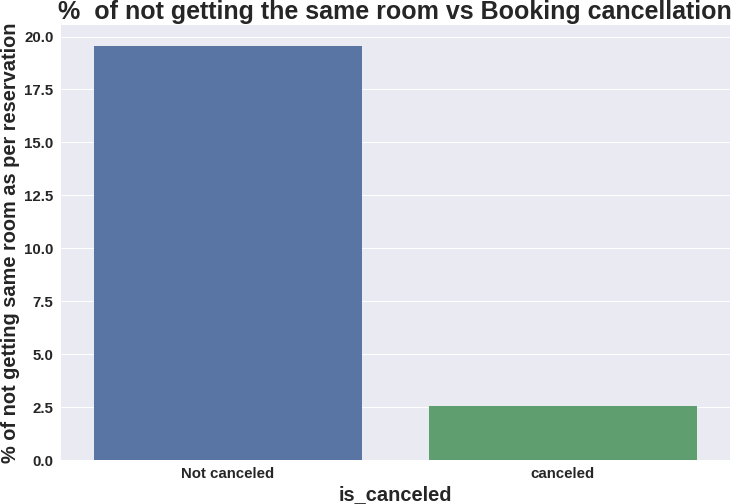 %  of not getting the same room vs Booking cancellation
% of not getting same room as per reservation
20.0
17.5
15.0
12.5
10.0
7.5
5.0
2.5
0.0
Not canceled
canceled
is_canceled